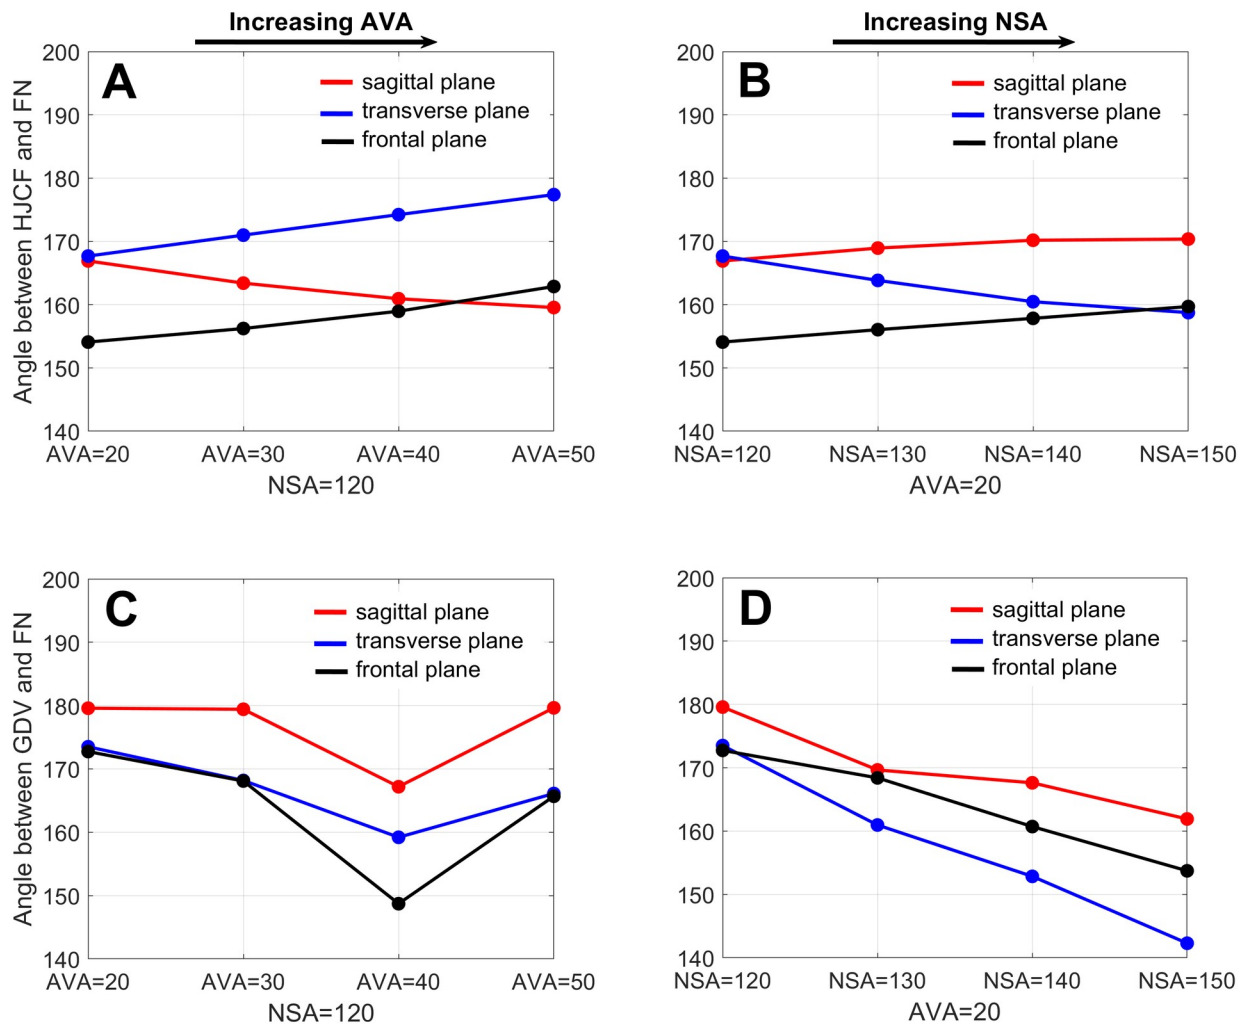 Increasing AVA
A
sagittal plane
transverse plane
frontal plane
Angle between HJCF and FN
200
190
180
170
160
150
140
AVA=20 AVA=30 AVA=40 AVA=50
NSA=120
Increasing NSA
B
sagittal plane
transverse plane
frontal plane
200
190
180
170
160
150
140
NSA=120 NSA=130 NSA=140 NSA=150
AVA=20
C
sagittal plane
transverse plane
frontal plane
Angle between GDV and FN
200
190
180
170
160
150
140
AVA=20 AVA=30 AVA=40 AVA=50
NSA=120
D
sagittal plane
transverse plane
frontal plane
200
190
180
170
160
150
140
NSA=120 NSA=130 NSA=140 NSA=150
AVA=20